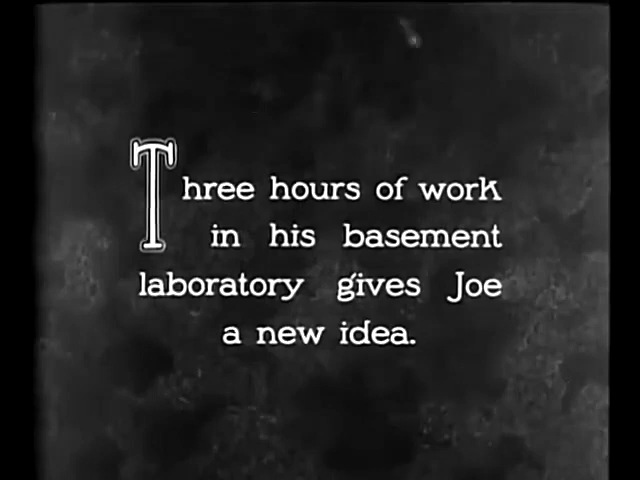 Three hours of work
in his basement
laboratory gives Joe
a new idea.